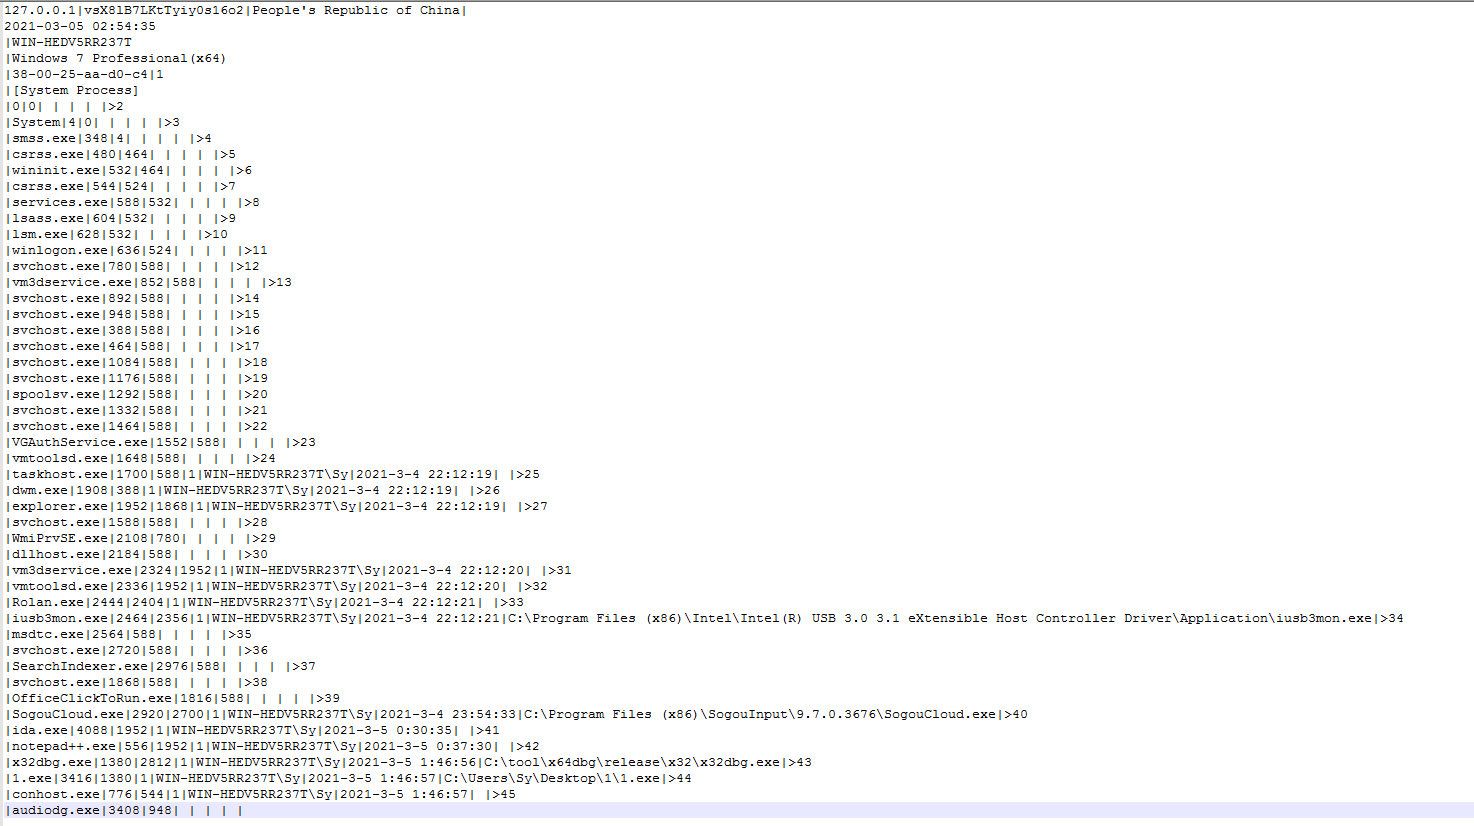 127.0.0.1|vsX8lB7LKtTyiy0s16o2|People's Republic of China|
2021-03-05 02:54:35
|WIN-HEDV5RR237T
|Windows 7 Professional(x64)
|38-00-25-aa-d0-c4|1
|[System Process]
|0|0| | | | |>2
|System|4|0| | | | |>3
|smss.exe|348|4| | | | |>4
|csrss.exe|480|464| | | | |>5
|wininit.exe|532|464| | | | |>6
|csrss.exe|544|524| | | | |>7
|services.exe|588|532| | | | |>8
|lsass.exe|604|532| | | | |>9
|lsm.exe|628|532| | | | |>10
|winlogon.exe|636|524| | | | |>11
|svchost.exe|780|588| | | | |>12
|vm3dservice.exe|852|588| | | | |>13
|svchost.exe|892|588| | | | |>14
|svchost.exe|948|588| | | | |>15
|svchost.exe|388|588| | | | |>16
|svchost.exe|464|588| | | | |>17
|svchost.exe|1084|588| | | | |>18
|svchost.exe|1176|588| | | | |>19
|spoolsv.exe|1292|588| | | | |>20
|svchost.exe|1332|588| | | | |>21
|svchost.exe|1464|588| | | | |>22
|VGAuthService.exe|1552|588| | | | |>23
|vmtoolsd.exe|1648|588| | | | |>24
|taskhost.exe|1700|588|1|WIN-HEDV5RR237T\Sy|2021-3-4 22:12:19| |>25
|dwm.exe|1908|388|1|WIN-HEDV5RR237T\Sy|2021-3-4 22:12:19| |>26
|explorer.exe|1952|1868|1|WIN-HEDV5RR237T\Sy|2021-3-4 22:12:19| |>27
|svchost.exe|1588|588| | | | |>28
|WmiPrvSE.exe|2108|780| | | | |>29
|dllhost.exe|2184|588| | | | |>30
|vm3dservice.exe|2324|1952|1|WIN-HEDV5RR237T\Sy|2021-3-4 22:12:20| |>31
|vmtoolsd.exe|2336|1952|1|WIN-HEDV5RR237T\Sy|2021-3-4 22:12:20| |>32
|Rolan.exe|2444|2404|1|WIN-HEDV5RR237T\Sy|2021-3-4 22:12:21| |>33
|iusb3mon.exe|2464|2356|1|WIN-HEDV5RR237T\Sy|2021-3-4 22:12:21|C:\Program Files (x86)\Intel\Intel(R) USB 3.0 3.1 eXtensible Host Controller Driver\Application\iusb3mon.exe|>34
|msdtc.exe|2564|588| | | | |>35
|svchost.exe|2720|588| | | | |>36
|SearchIndexer.exe|2976|588| | | | |>37
|svchost.exe|1868|588| | | | |>38
|OfficeClickToRun.exe|1816|588| | | | |>39
|SogouCloud.exe|2920|2700|1|WIN-HEDV5RR237T\Sy|2021-3-4 23:54:33|C:\Program Files (x86)\SogouInput\9.7.0.3676\SogouCloud.exe|>40
|ida.exe|4088|1952|1|WIN-HEDV5RR237T\Sy|2021-3-5 0:30:35| |>41
|notepad++.exe|556|1952|1|WIN-HEDV5RR237T\Sy|2021-3-5 0:37:30| |>42
|x32dbg.exe|1380|2812|1|WIN-HEDV5RR237T\Sy|2021-3-5 1:46:56|C:\tool\x64dbg\release\x32\x32dbg.exe|>43
|1.exe|3416|1380|1|WIN-HEDV5RR237T\Sy|2021-3-5 1:46:57|C:\Users\Sy\Desktop\1\1.exe|>44
|conhost.exe|776|544|1|WIN-HEDV5RR237T\Sy|2021-3-5 1:46:57| |>45
|audiodg.exe|3408|948| | | | |